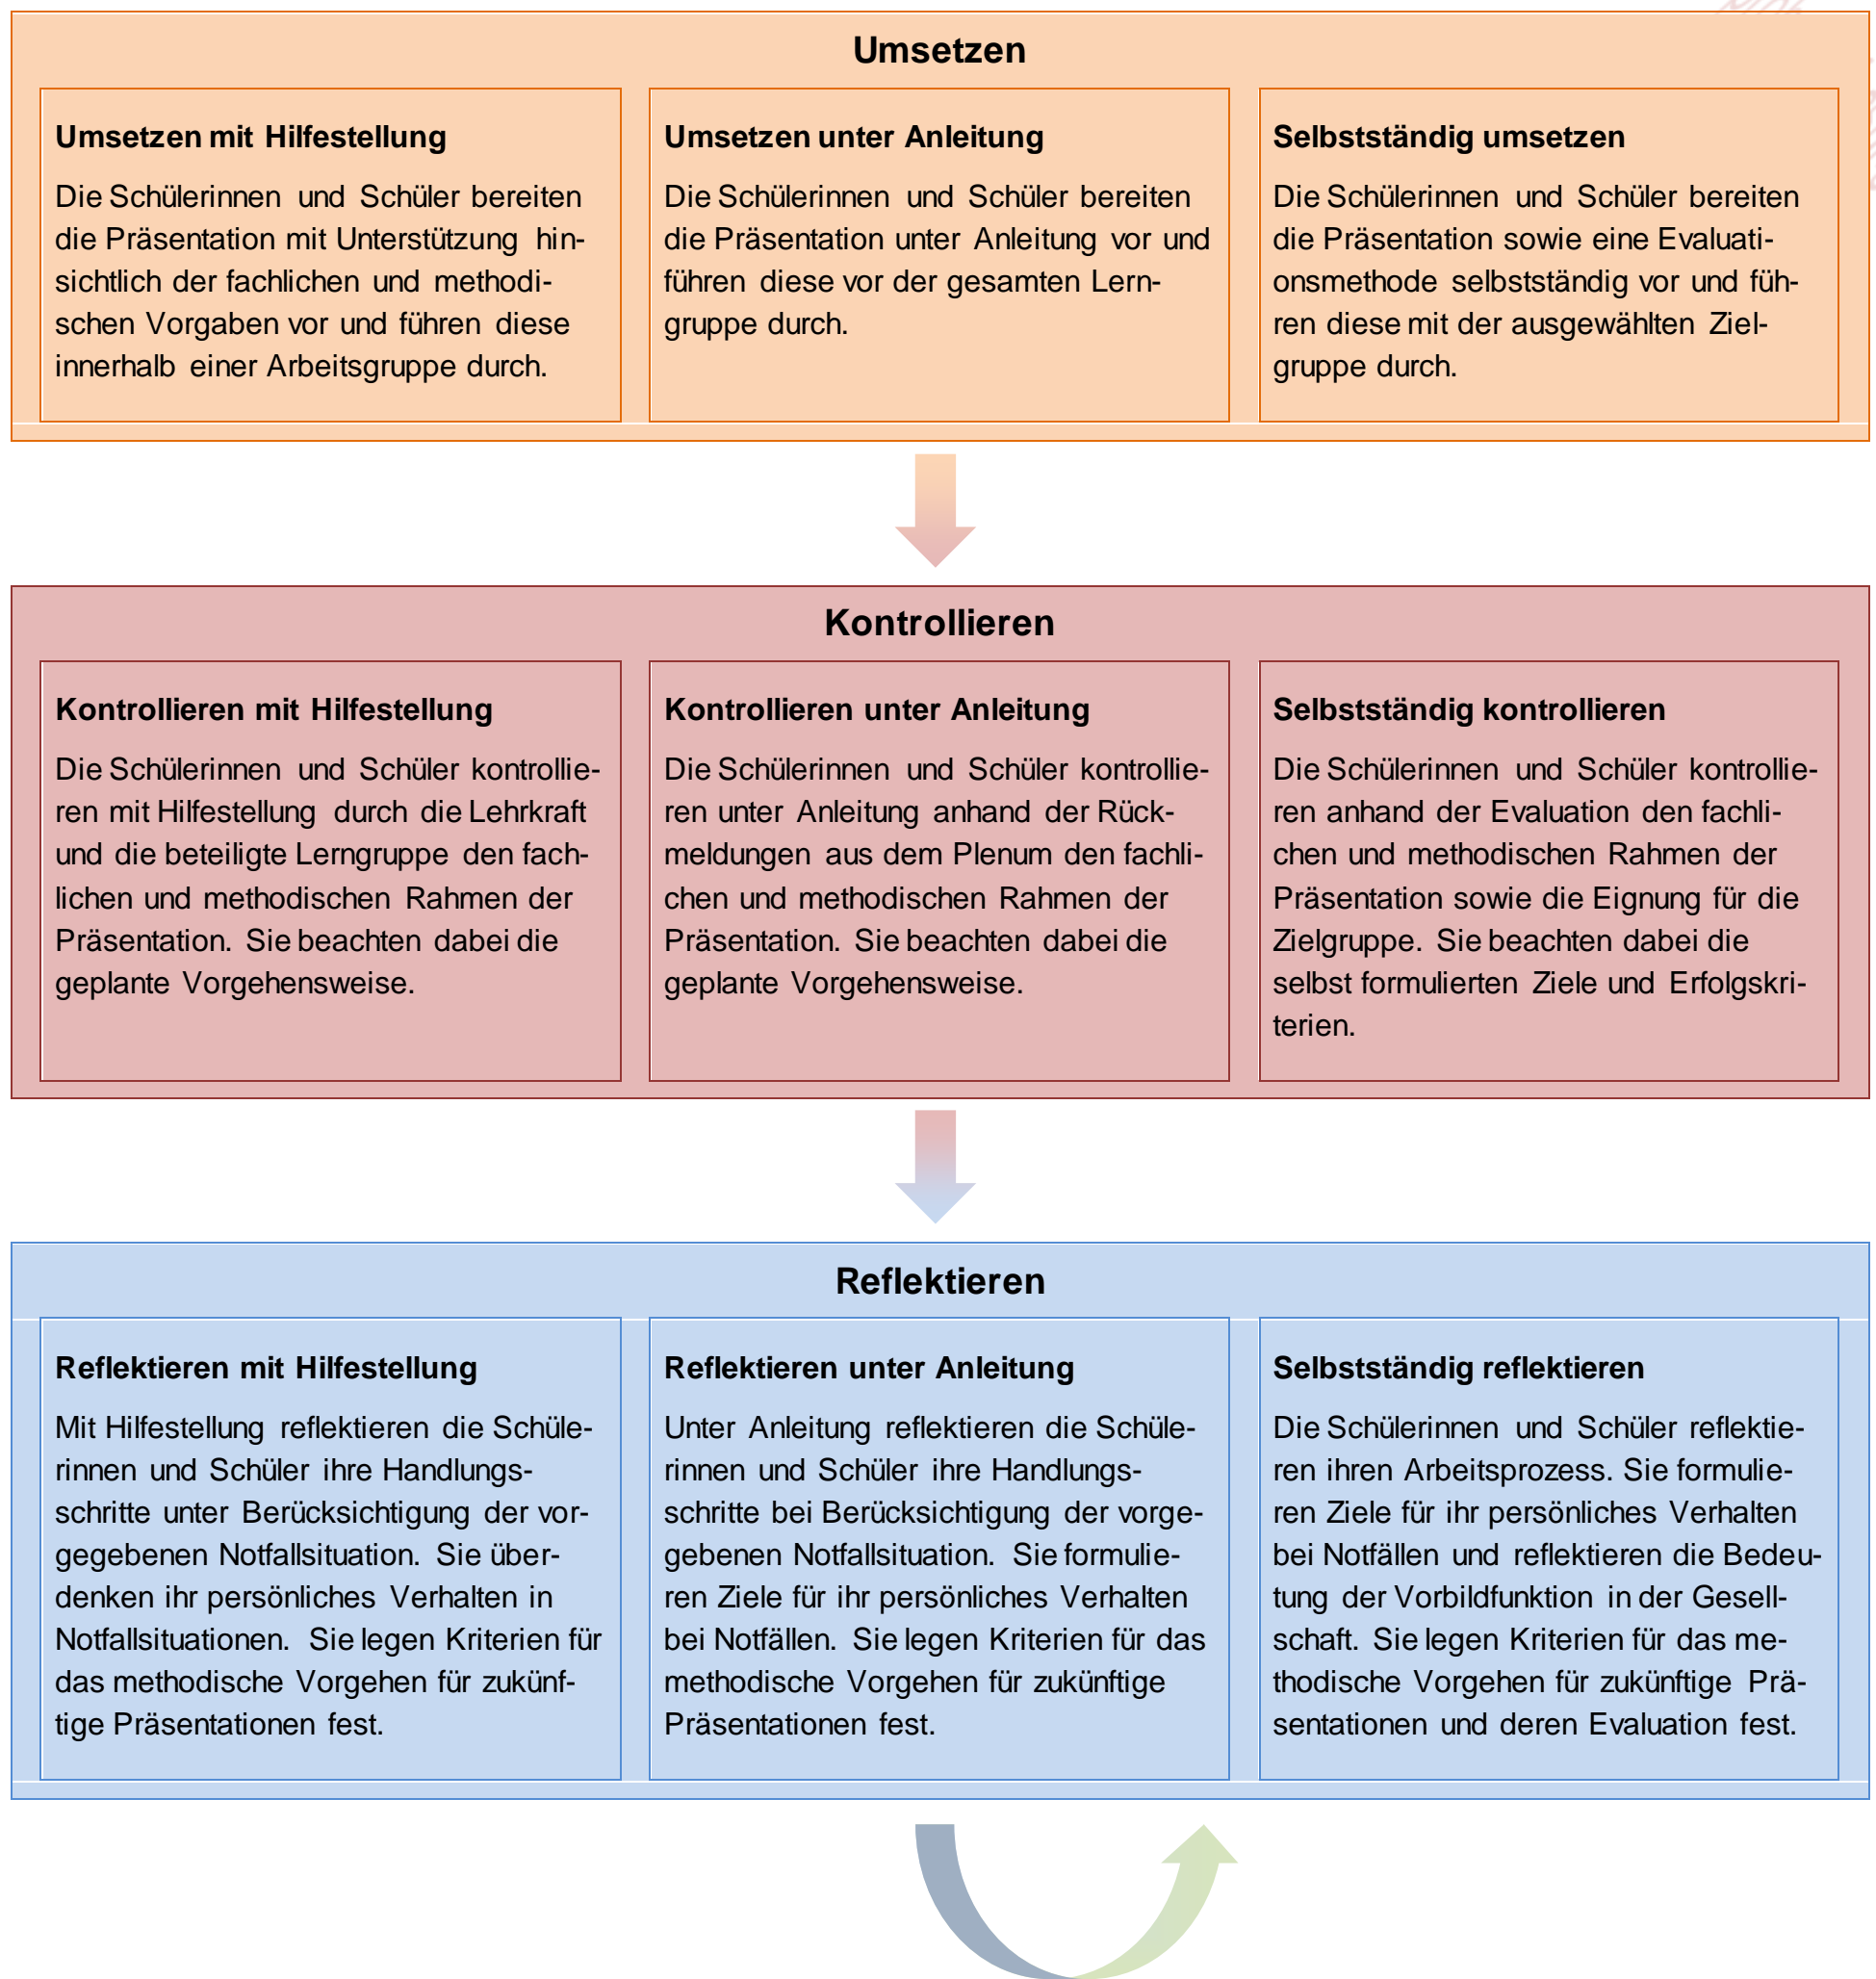 Umsetzen
Umsetzen mit Hilfestellung
Die Schülerinnen und Schüler bereiten
die Präsentation mit Unterstützung hin-
sichtlich der fachlichen und methodi-
schen Vorgaben vor und führen diese
innerhalb einer Arbeitsgruppe durch.
Umsetzen unter Anleitung
Die Schülerinnen und Schüler bereiten
die Präsentation unter Anleitung vor und
führen diese vor der gesamten Lern-
gruppe durch.
Selbstständig umsetzen
Die Schülerinnen und Schüler bereiten
die Präsentation sowie eine Evaluati-
onsmethode selbstständig vor und füh-
ren diese mit der ausgewählten Ziel-
gruppe durch.
Kontrollieren
Kontrollieren mit Hilfestellung
Die Schülerinnen und Schüler kontrollie-
ren mit Hilfestellung durch die Lehrkraft
und die beteiligte Lerngruppe den fach-
lichen und methodischen Rahmen der
Präsentation. Sie beachten dabei die
geplante Vorgehensweise.
Kontrollieren unter Anleitung
Die Schülerinnen und Schüler kontrollie-
ren unter Anleitung anhand der Rück-
meldungen aus dem Plenum den fachli-
chen und methodischen Rahmen der
Präsentation. Sie beachten dabei die
geplante Vorgehensweise.
Selbstständig kontrollieren
Die Schülerinnen und Schüler kontrollie-
ren anhand der Evaluation den fachli-
chen und methodischen Rahmen der
Präsentation sowie die Eignung für die
Zielgruppe. Sie beachten dabei die
selbst formulierten Ziele und Erfolgskri-
terien.
Reflektieren
Reflektieren mit Hilfestellung
Mit Hilfestellung reflektieren die Schüle-
rinnen und Schüler ihre Handlungs-
schritte unter Berücksichtigung der vor-
gegebenen Notfallsituation. Sie über-
denken ihr persönliches Verhalten in
Notfallsituationen. Sie legen Kriterien für
das methodische Vorgehen für zukünf-
tige Präsentationen fest.
Reflektieren unter Anleitung
Unter Anleitung reflektieren die Schüle-
rinnen und Schüler ihre Handlungs-
schritte bei Berücksichtigung der vorge-
gebenen Notfallsituation. Sie formulie-
ren Ziele für ihr persönliches Verhalten
bei Notfällen. Sie legen Kriterien für das
methodische Vorgehen für zukünftige
Präsentationen fest.
Selbstständig reflektieren
Die Schülerinnen und Schüler reflektie-
ren ihren Arbeitsprozess. Sie formulie-
ren Ziele für ihr persönliches Verhalten
bei Notfällen und reflektieren die Bedeu-
tung der Vorbildfunktion in der Gesell-
schaft. Sie legen Kriterien für das me-
thodische Vorgehen für zukünftige Prä-
sentationen und deren Evaluation fest.